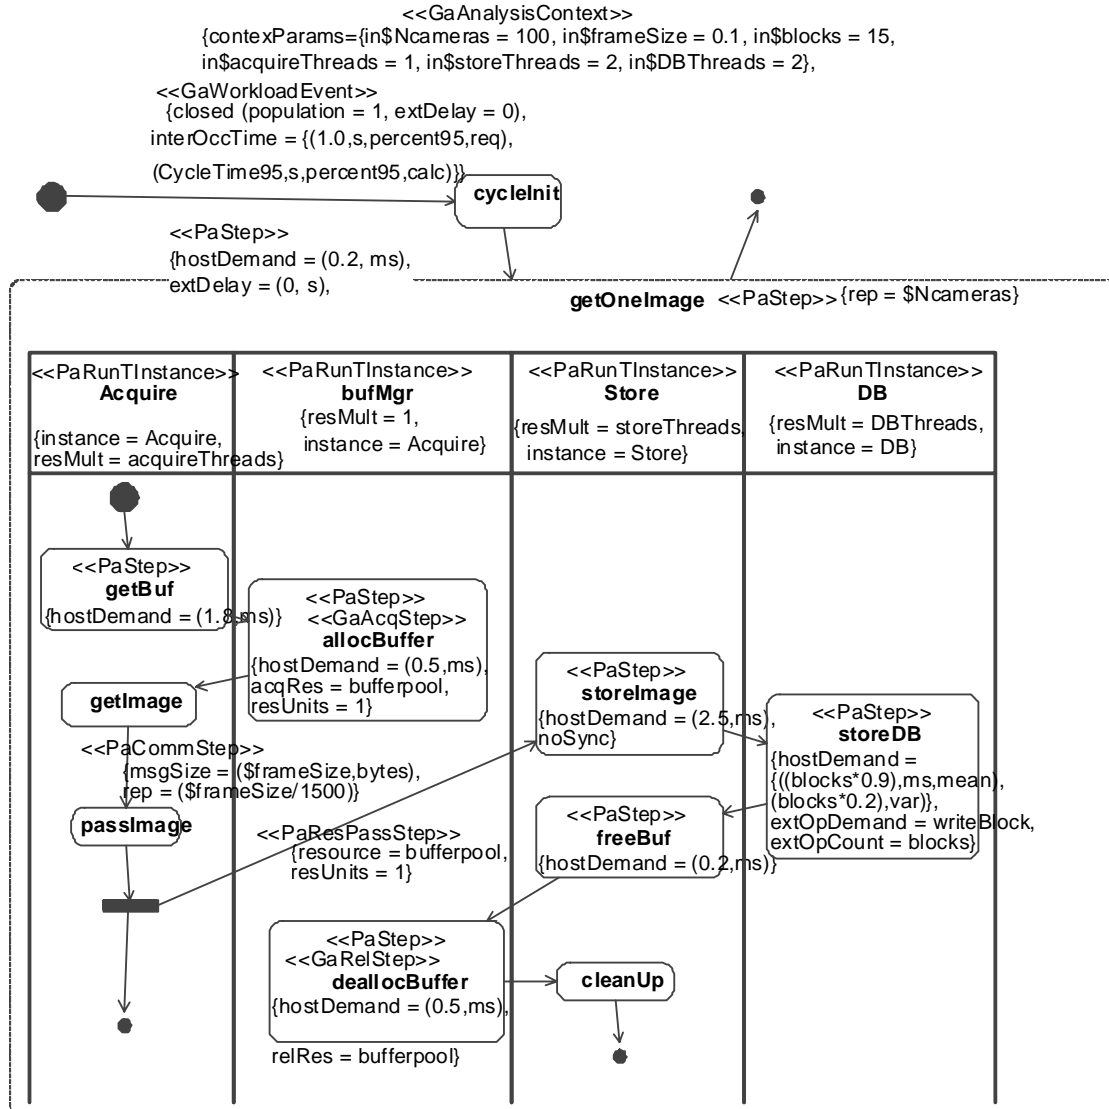 <<GaAnalysisContext>>
{contexParams={in$Ncameras = 100, in$frameSize = 0.1, in$blocks = 15,
in$acquireThreads = 1, in$storeThreads = 2, in$DBThreads = 2},
<<GaWorkloadEvent>>
{closed (population = 1, extDelay = 0),
interOccTime = {(1.0,s,percent95,req),
(CycleTime95,s,percent95,calc)}}
cycleInit
<<PaStep>>
{hostDemand = (0.2, ms),
extDelay = (0, s),
getOneImage <<PaStep>> {rep = $Ncameras}
<<PaRunTInstance>>
Acquire
{instance = Acquire,
resMult = acquireThreads}
<<PaRunTInstance>>
bufMgr
{resMult = 1,
instance = Acquire}
<<PaRunTInstance>>
Store
{resMult = storeThreads,
instance = Store}
<<PaRunTInstance>>
DB
{resMult = DBThreads,
instance = DB}
<<PaStep>>
getBuf
{hostDemand = (1.8,ms)}
<<PaStep>>
<<GaAcqStep>>
allocBuffer
{hostDemand = (0.5,ms),
acqRes = bufferpool,
resUnits = 1}
getImage
<<PaCommStep>>
{msgSize = ($frameSize,bytes),
rep = ($frameSize/1500)}
passImage
<<PaStep>>
storeImage
{hostDemand = (2.5,ms),
noSync}
<<PaStep>>
storeDB
{hostDemand =
{((blocks*0.9),ms,mean),
(blocks*0.2),var)},
extOpDemand = writeBlock,
extOpCount = blocks}
<<PaResPassStep>>
{resource = bufferpool,
resUnits = 1}
<<PaStep>>
freeBuf
{hostDemand = (0.2,ms)}
<<PaStep>>
<<GaRelStep>>
deallocBuffer
{hostDemand = (0.5,ms),
relRes = bufferpool}
cleanUp